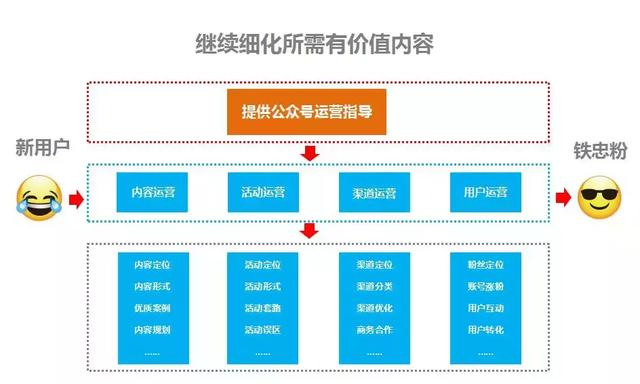 继续细化所需有价值内容
提供公众号运营指导
新用户
铁忠粉
内容运营
活动运营
渠道运营
用户运营
内容定位
内容形式
优质案例
内容规划
......
活动定位
活动形式
活动套路
活动误区
......
渠道定位
渠道分类
渠道优化
商务合作
......
粉丝定位
账号涨粉
用户互动
用户转化
......